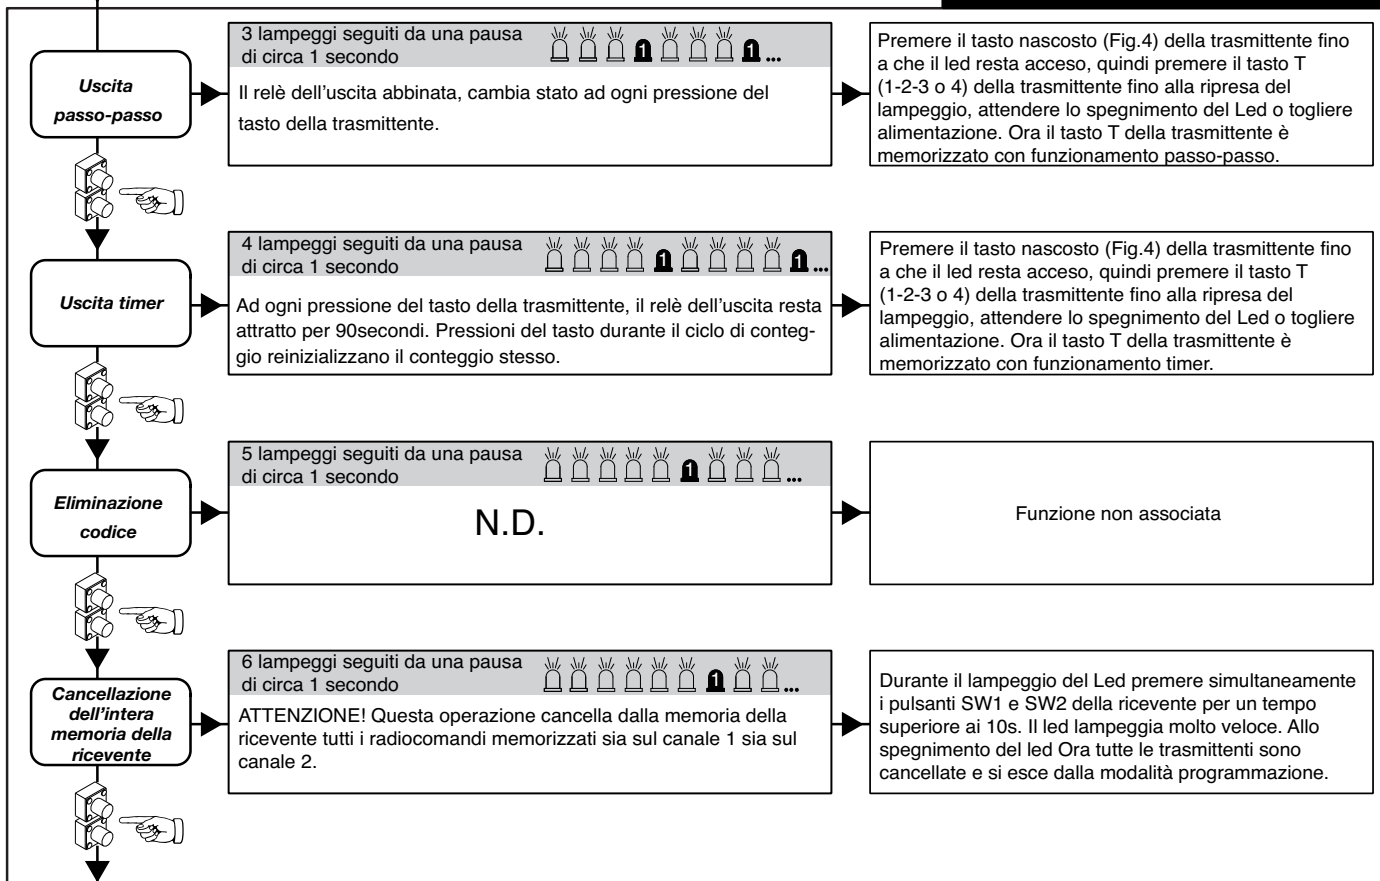 Uscita
passo-passo
3 lampeggi seguiti da una pausa
di circa 1 secondo
1 1 ...
Il relè dell'uscita abbinata, cambia stato ad ogni pressione del
tasto della trasmittente.
Premere il tasto nascosto (Fig.4) della trasmittente fino
a che il led resta acceso, quindi premere il tasto T
(1-2-3 o 4) della trasmittente fino alla ripresa del
lampeggio, attendere lo spegnimento del Led o togliere
alimentazione. Ora il tasto T della trasmittente è
memorizzato con funzionamento passo-passo.
Uscita timer
4 lampeggi seguiti da una pausa
di circa 1 secondo
1 1 ...
Ad ogni pressione del tasto della trasmittente, il relè dell'uscita resta
attratto per 90secondi. Pressioni del tasto durante il ciclo di conteg-
gio reinizializzano il conteggio stesso.
Premere il tasto nascosto (Fig.4) della trasmittente fino
a che il led resta acceso, quindi premere il tasto T
(1-2-3 o 4) della trasmittente fino alla ripresa del
lampeggio, attendere lo spegnimento del Led o togliere
alimentazione. Ora il tasto T della trasmittente è
memorizzato con funzionamento timer.
Eliminazione
codice
5 lampeggi seguiti da una pausa
di circa 1 secondo
1 ...
N.D.
Funzione non associata
Cancellazione
dell'intera
memoria della
ricevente
6 lampeggi seguiti da una pausa
di circa 1 secondo
1 ...
ATTENZIONE! Questa operazione cancella dalla memoria della
ricevente tutti i radiocomandi memorizzati sia sul canale 1 sia sul
canale 2.
Durante il lampeggio del Led premere simultaneamente
i pulsanti SW1 e SW2 della ricevente per un tempo
superiore ai 10s. Il led lampeggia molto veloce. Allo
spegnimento del led Ora tutte le trasmittenti sono
cancellate e si esce dalla modalità programmazione.